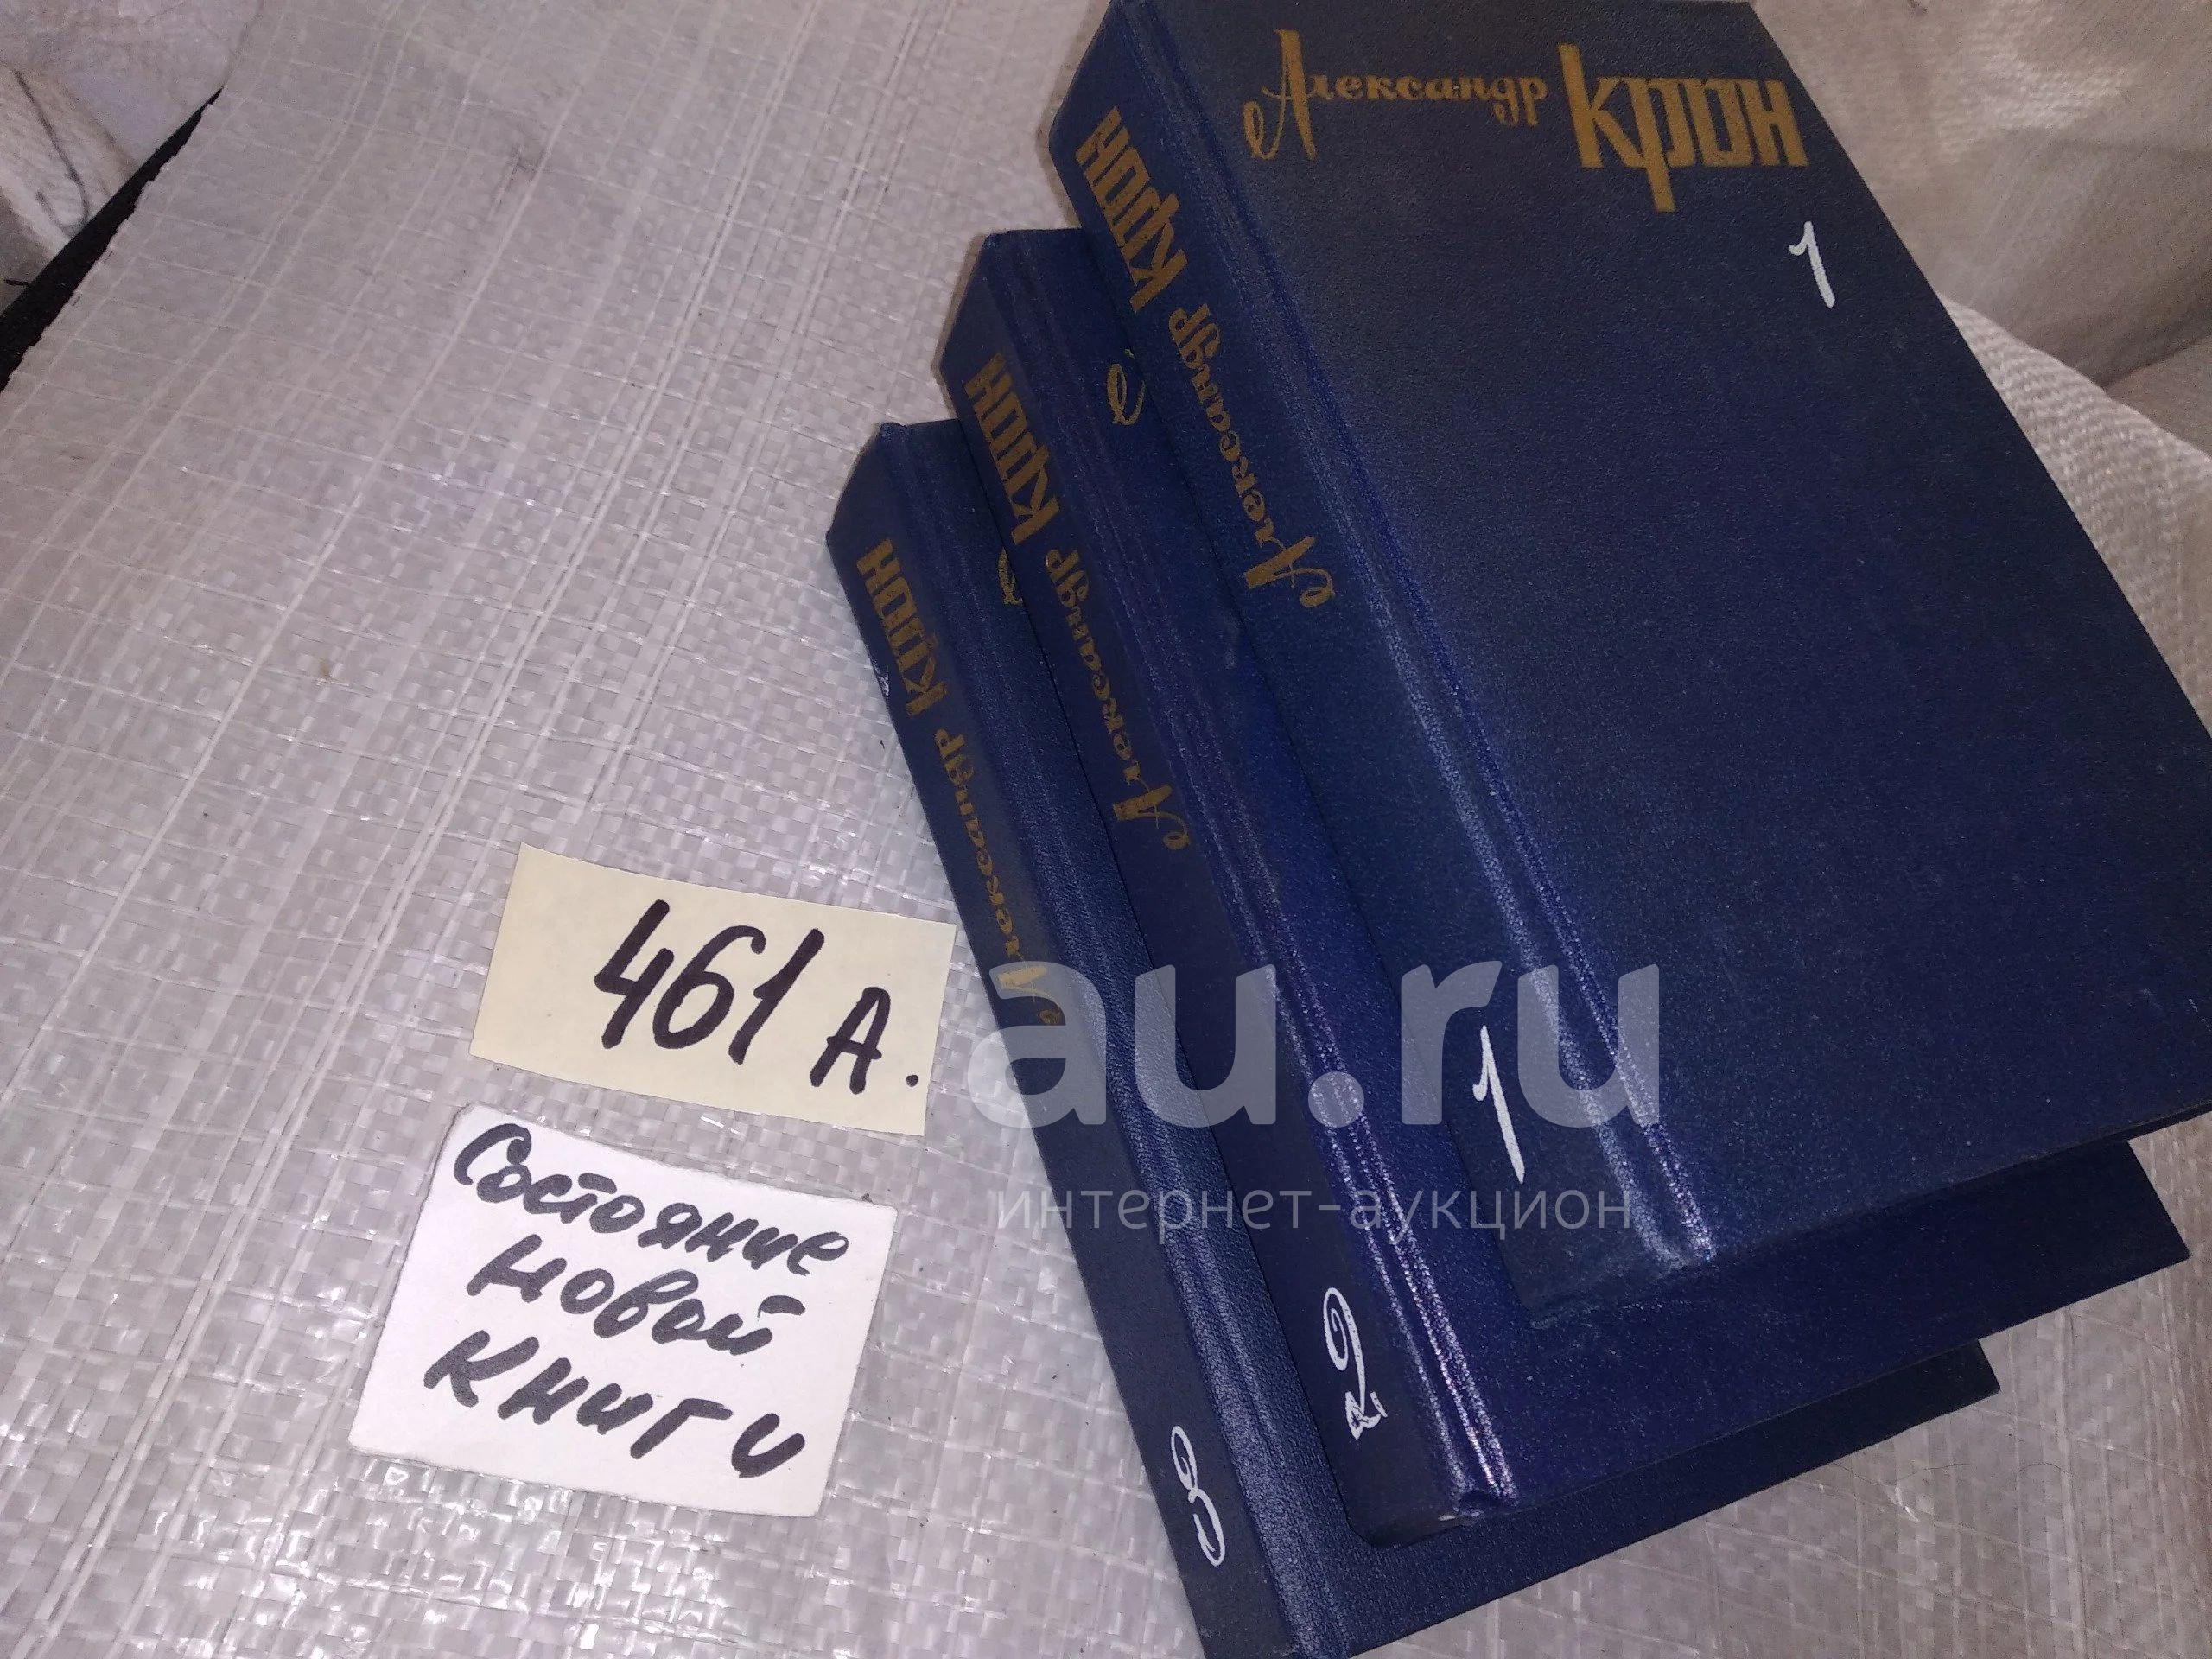 Александр Крон
1
Александр Крон
1
Александр Крон
2
Александр Крон
3
461 А.
Состояние
новой
книги
au.ru
интернет-аукцион